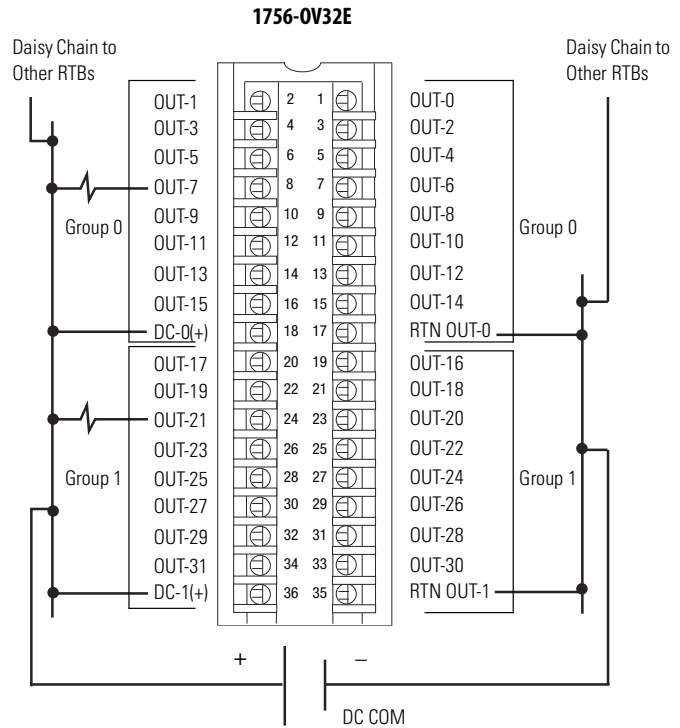 1756-OV32E
Daisy Chain to
Other RTBs
Daisy Chain to
Other RTBs
OUT-1 2 1 OUT-0
OUT-3 4 3 OUT-2
OUT-5 6 5 OUT-4
OUT-7 8 7 OUT-6
OUT-9 10 9 OUT-8
Group 0 Group 0
OUT-11 12 11 OUT-10
OUT-13 14 13 OUT-12
OUT-15 16 15 OUT-14
DC-0(+) 18 17 RTN OUT-0
OUT-17 20 19 OUT-16
OUT-19 22 21 OUT-18
OUT-21 24 23 OUT-20
OUT-23 26 25 OUT-22
Group 1 OUT-25 28 27 OUT-24 Group 1
OUT-27 30 29 OUT-26
OUT-29 32 31 OUT-28
OUT-31 34 33 OUT-30
DC-1(+) 36 35 RTN OUT-1
+ –
DC COM